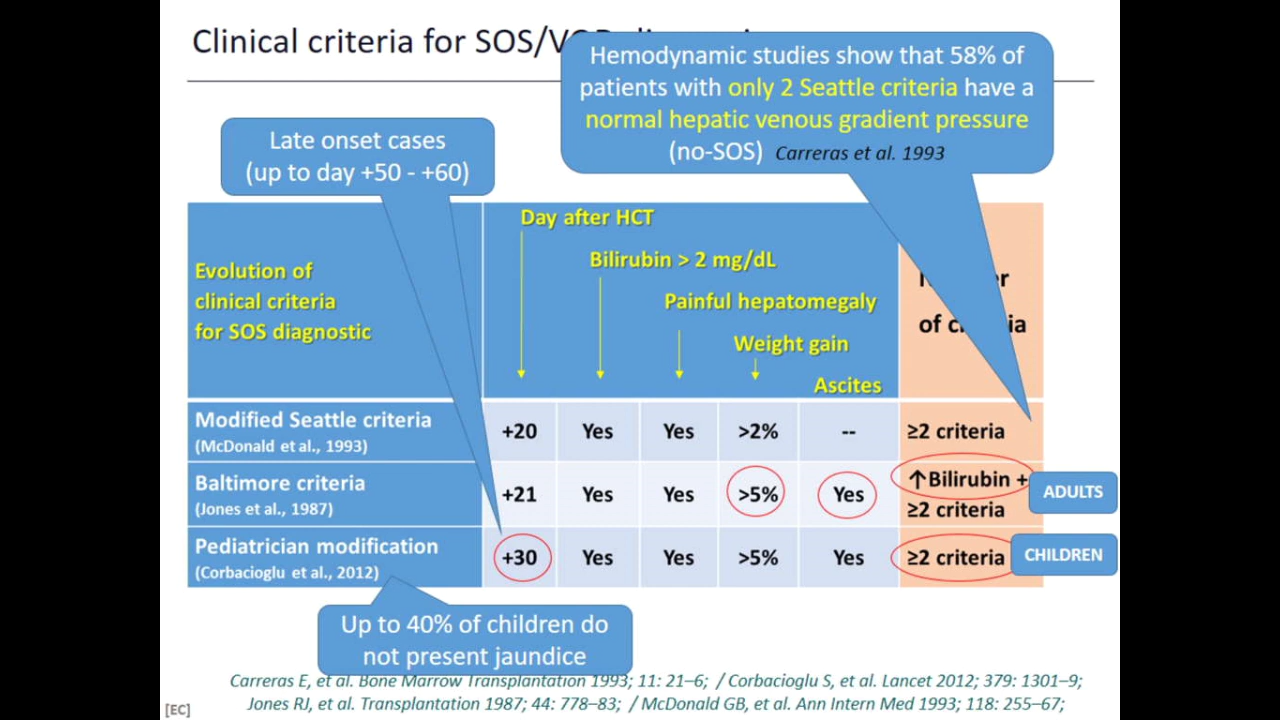 Clinical criteria for SOS/
Hemodynamic studies show that 58% of
patients with only 2 Seattle criteria have a
normal hepatic venous gradient pressure
(no-SOS) Carreras et al. 1993
Late onset cases
(up to day +50 - +60)
Evolution of
clinical criteria
for SOS diagnostic
Day after HCT
Bilirubin > 2 mg/dL
Painful hepatomegaly
Weight gain
Ascites
of
Modified Seattle criteria
(McDonald et al., 1993)
+20 Yes Yes >2% -- ≥2 criteria
Baltimore criteria
(Jones et al., 1987)
+21 Yes Yes >5% Yes ↑Bilirubin +
≥2 criteria
ADULTS
Pediatrician modification
(Corbacioglu et al., 2012)
+30 Yes Yes >5% Yes ≥2 criteria
CHILDREN
Up to 40% of children do
not present jaundice
Carreras E, et al. Bone Marrow Transplantation 1993; 11: 21–6; / Corbacioglu S, et al. Lancet 2012; 379: 1301–9;
Jones RJ, et al. Transplantation 1987; 44: 778–83; / McDonald GB, et al. Ann Intern Med 1993; 118: 255–67;
[EC]